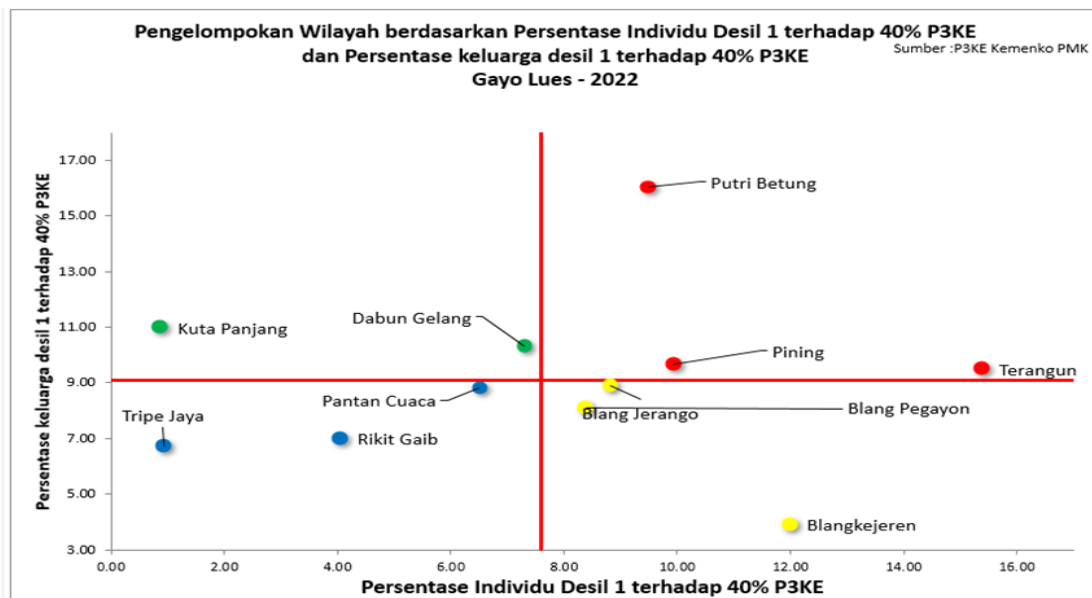 Pengelompokan Wilayah berdasarkan Persentase Individu Desil 1 terhadap 40% P3KE
dan Persentase keluarga desil 1 terhadap 40% P3KE
Sumber :P3KE Kemenko PMK
Gayo Lues - 2022
Persentase keluarga desil 1 terhadap 40% P3KE
17.00
15.00
13.00
11.00
9.00
7.00
5.00
3.00
Putri Betung
Kuta Panjang
Dabun Gelang
Pining
Terangun
Pantan Cuaca
Blang Jerango
Blang Pegayon
Tripe Jaya
Rikit Gaib
Blangkejeren
0.00
2.00
4.00
6.00
8.00
10.00
12.00
14.00
16.00
Persentase Individu Desil 1 terhadap 40% P3KE